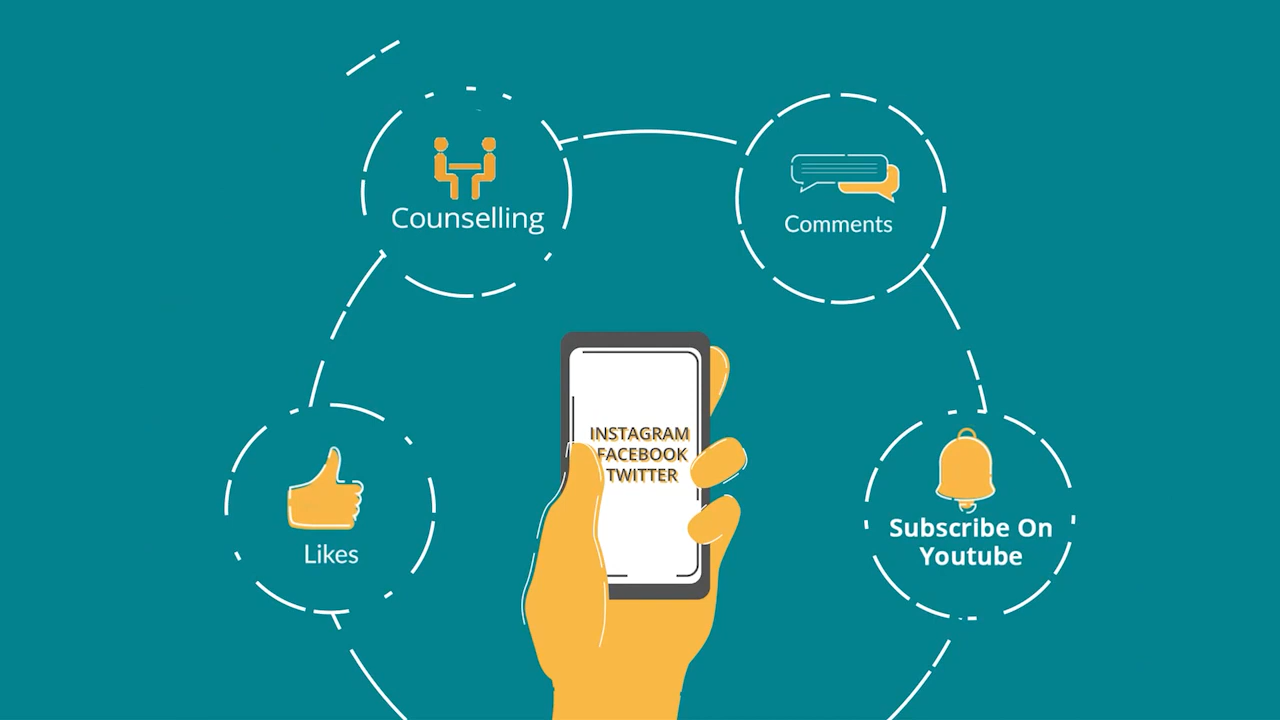 Counselling
Comments
INSTAGRAM
FACEBOOK
TWITTER
Likes
Subscribe On
Youtube